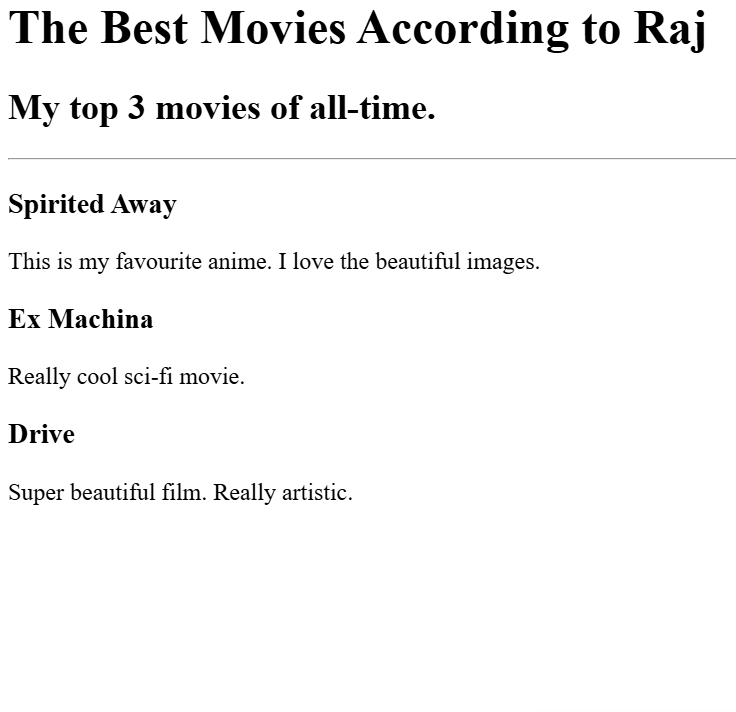 The Best Movies According to Raj
My top 3 movies of all-time.
Spirited Away
This is my favourite anime. I love the beautiful images.
Ex Machina
Really cool sci-fi movie.
Drive
Super beautiful film. Really artistic.